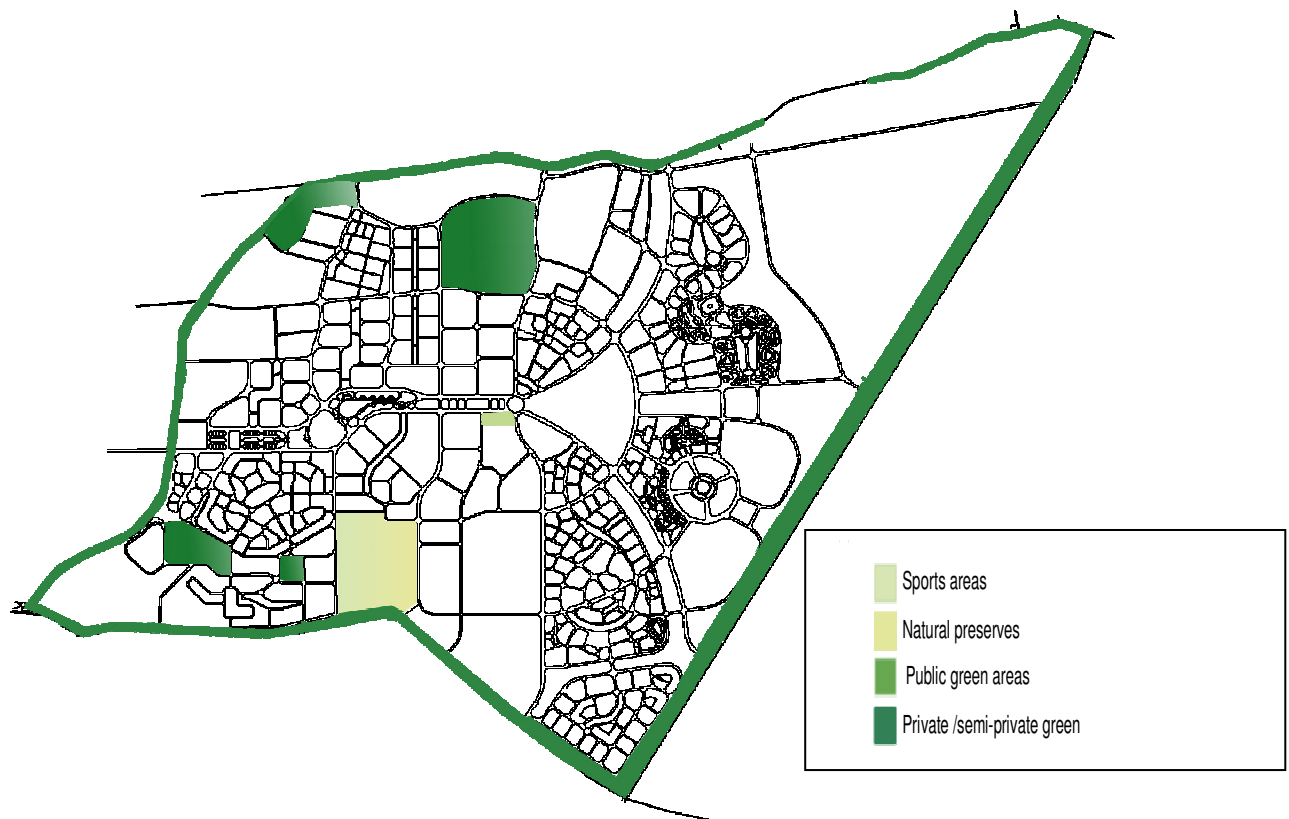 Sports areas
Natural preserves
Public green areas
Private /semi-private green